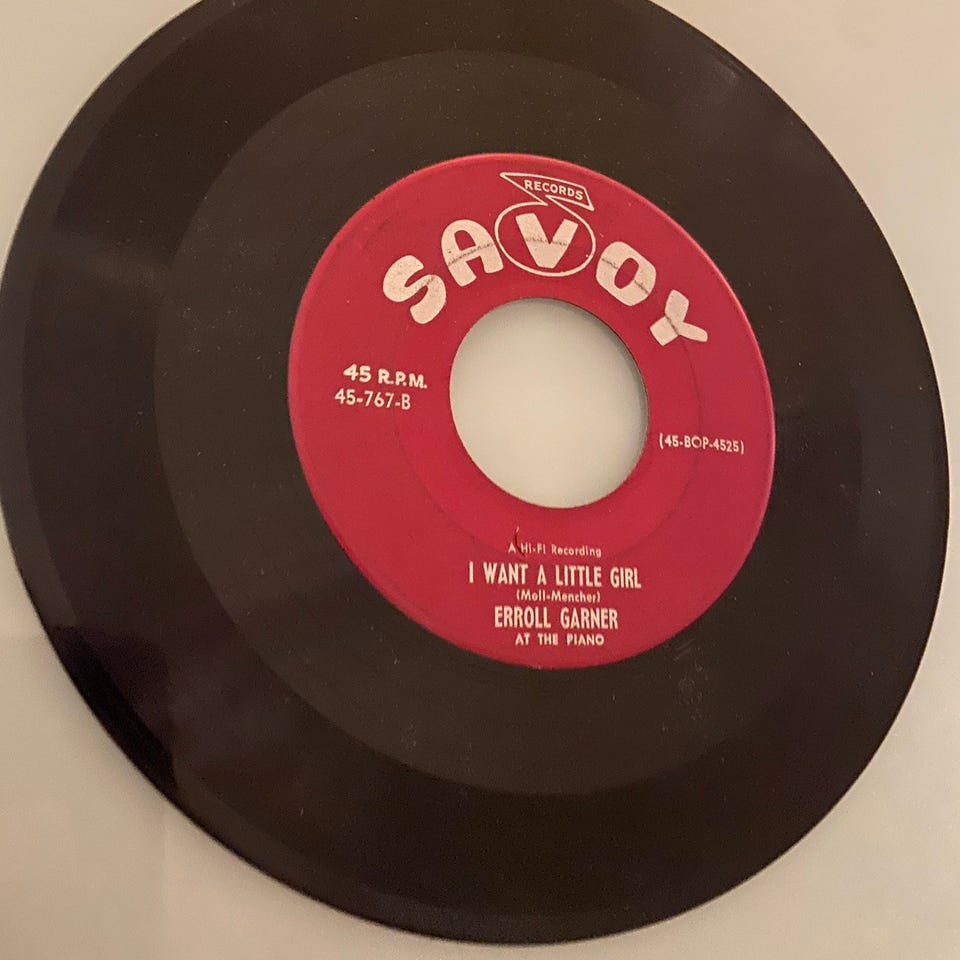 RECORDS
SAVOY
45 R.P.M.
45-767-B
(45-BOP-4525)
A Hi-Fi Recording
I WANT A LITTLE GIRL
(Moll-Mencher)
ERROLL GARNER
AT THE PIANO